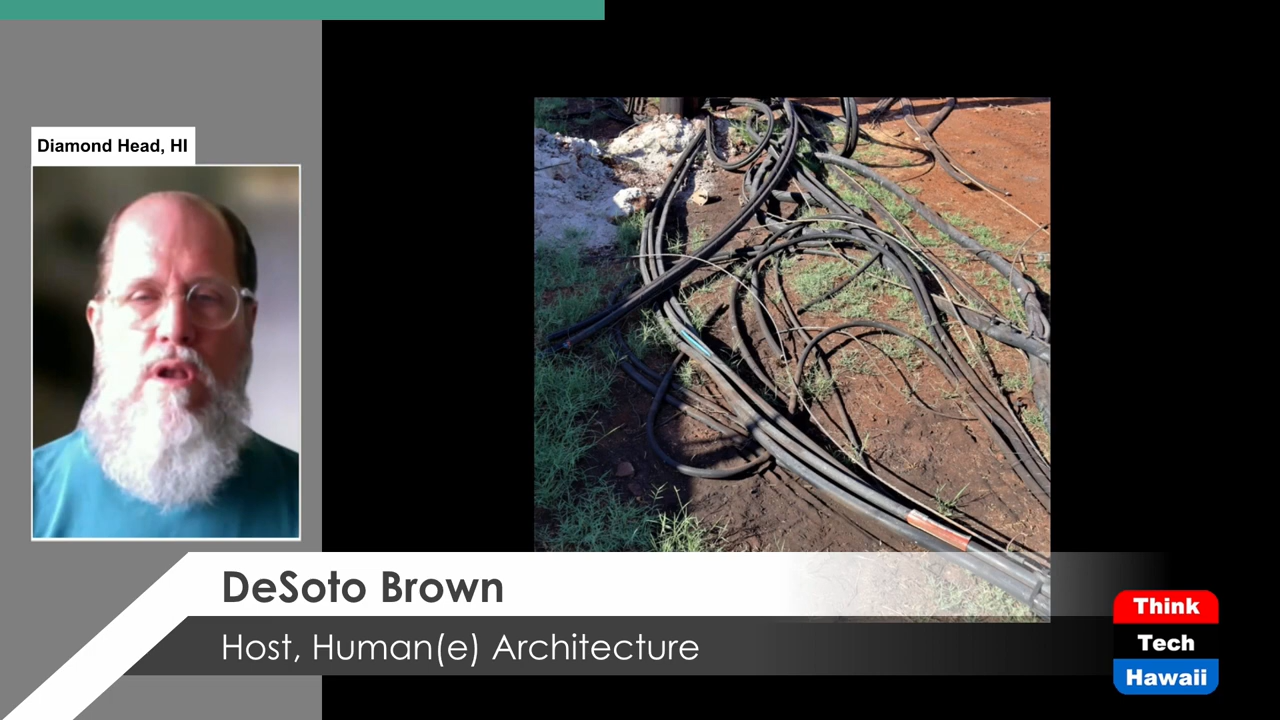 Diamond Head, HI
DeSoto Brown
Host, Human(e) Architecture
Think
Tech
Hawaii